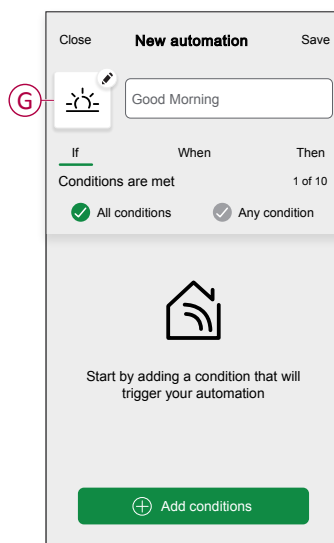 Close New automation Save
G
Good Morning
If When Then
Conditions are met 1 of 10
All conditions Any condition
Start by adding a condition that will
trigger your automation
Add conditions